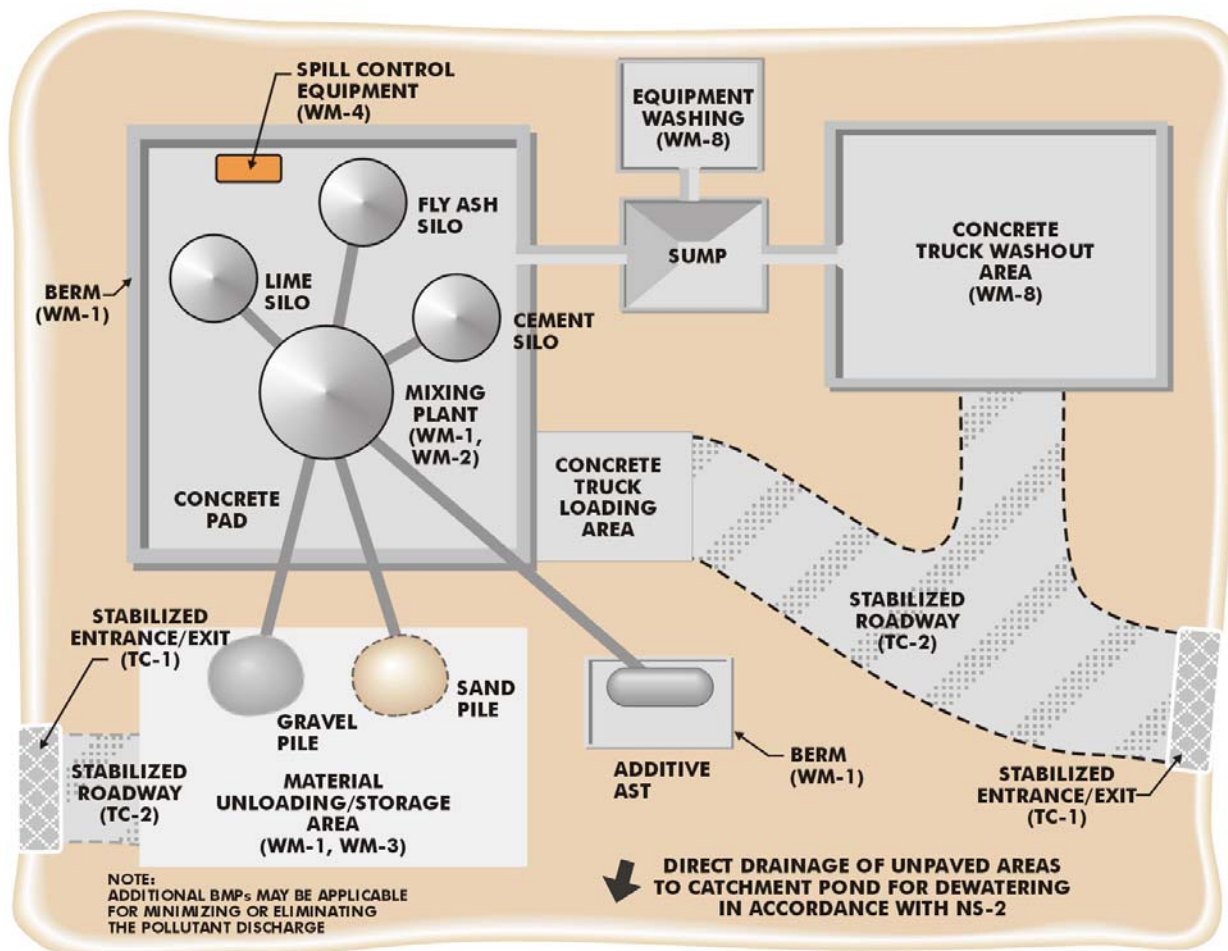 SPILL CONTROL
EQUIPMENT
(WM-4)
EQUIPMENT
WASHING
(WM-8)
FLY ASH
SILO
CONCRETE
TRUCK WASHOUT
AREA
(WM-8)
SUMP
LIME
SILO
BERM
(WM-1)
CEMENT
SILO
MIXING
PLANT
(WM-1,
WM-2)
CONCRETE
TRUCK
LOADING
AREA
CONCRETE
PAD
STABILIZED
ROADWAY
(TC-2)
STABILIZED
ENTRANCE/EXIT
(TC-1)
SAND
PILE
GRAVEL
PILE
STABILIZED
ROADWAY
(TC-2)
MATERIAL
UNLOADING/STORAGE
AREA
(WM-1, WM-3)
ADDITIVE
AST
BERM
(WM-1)
STABILIZED
ENTRANCE/EXIT
(TC-1)
NOTE:
ADDITIONAL BMPs MAY BE APPLICABLE
FOR MINIMIZING OR ELIMINATING
THE POLLUTANT DISCHARGE
DIRECT DRAINAGE OF UNPAVED AREAS
TO CATCHMENT POND FOR DEWATERING
IN ACCORDANCE WITH NS-2